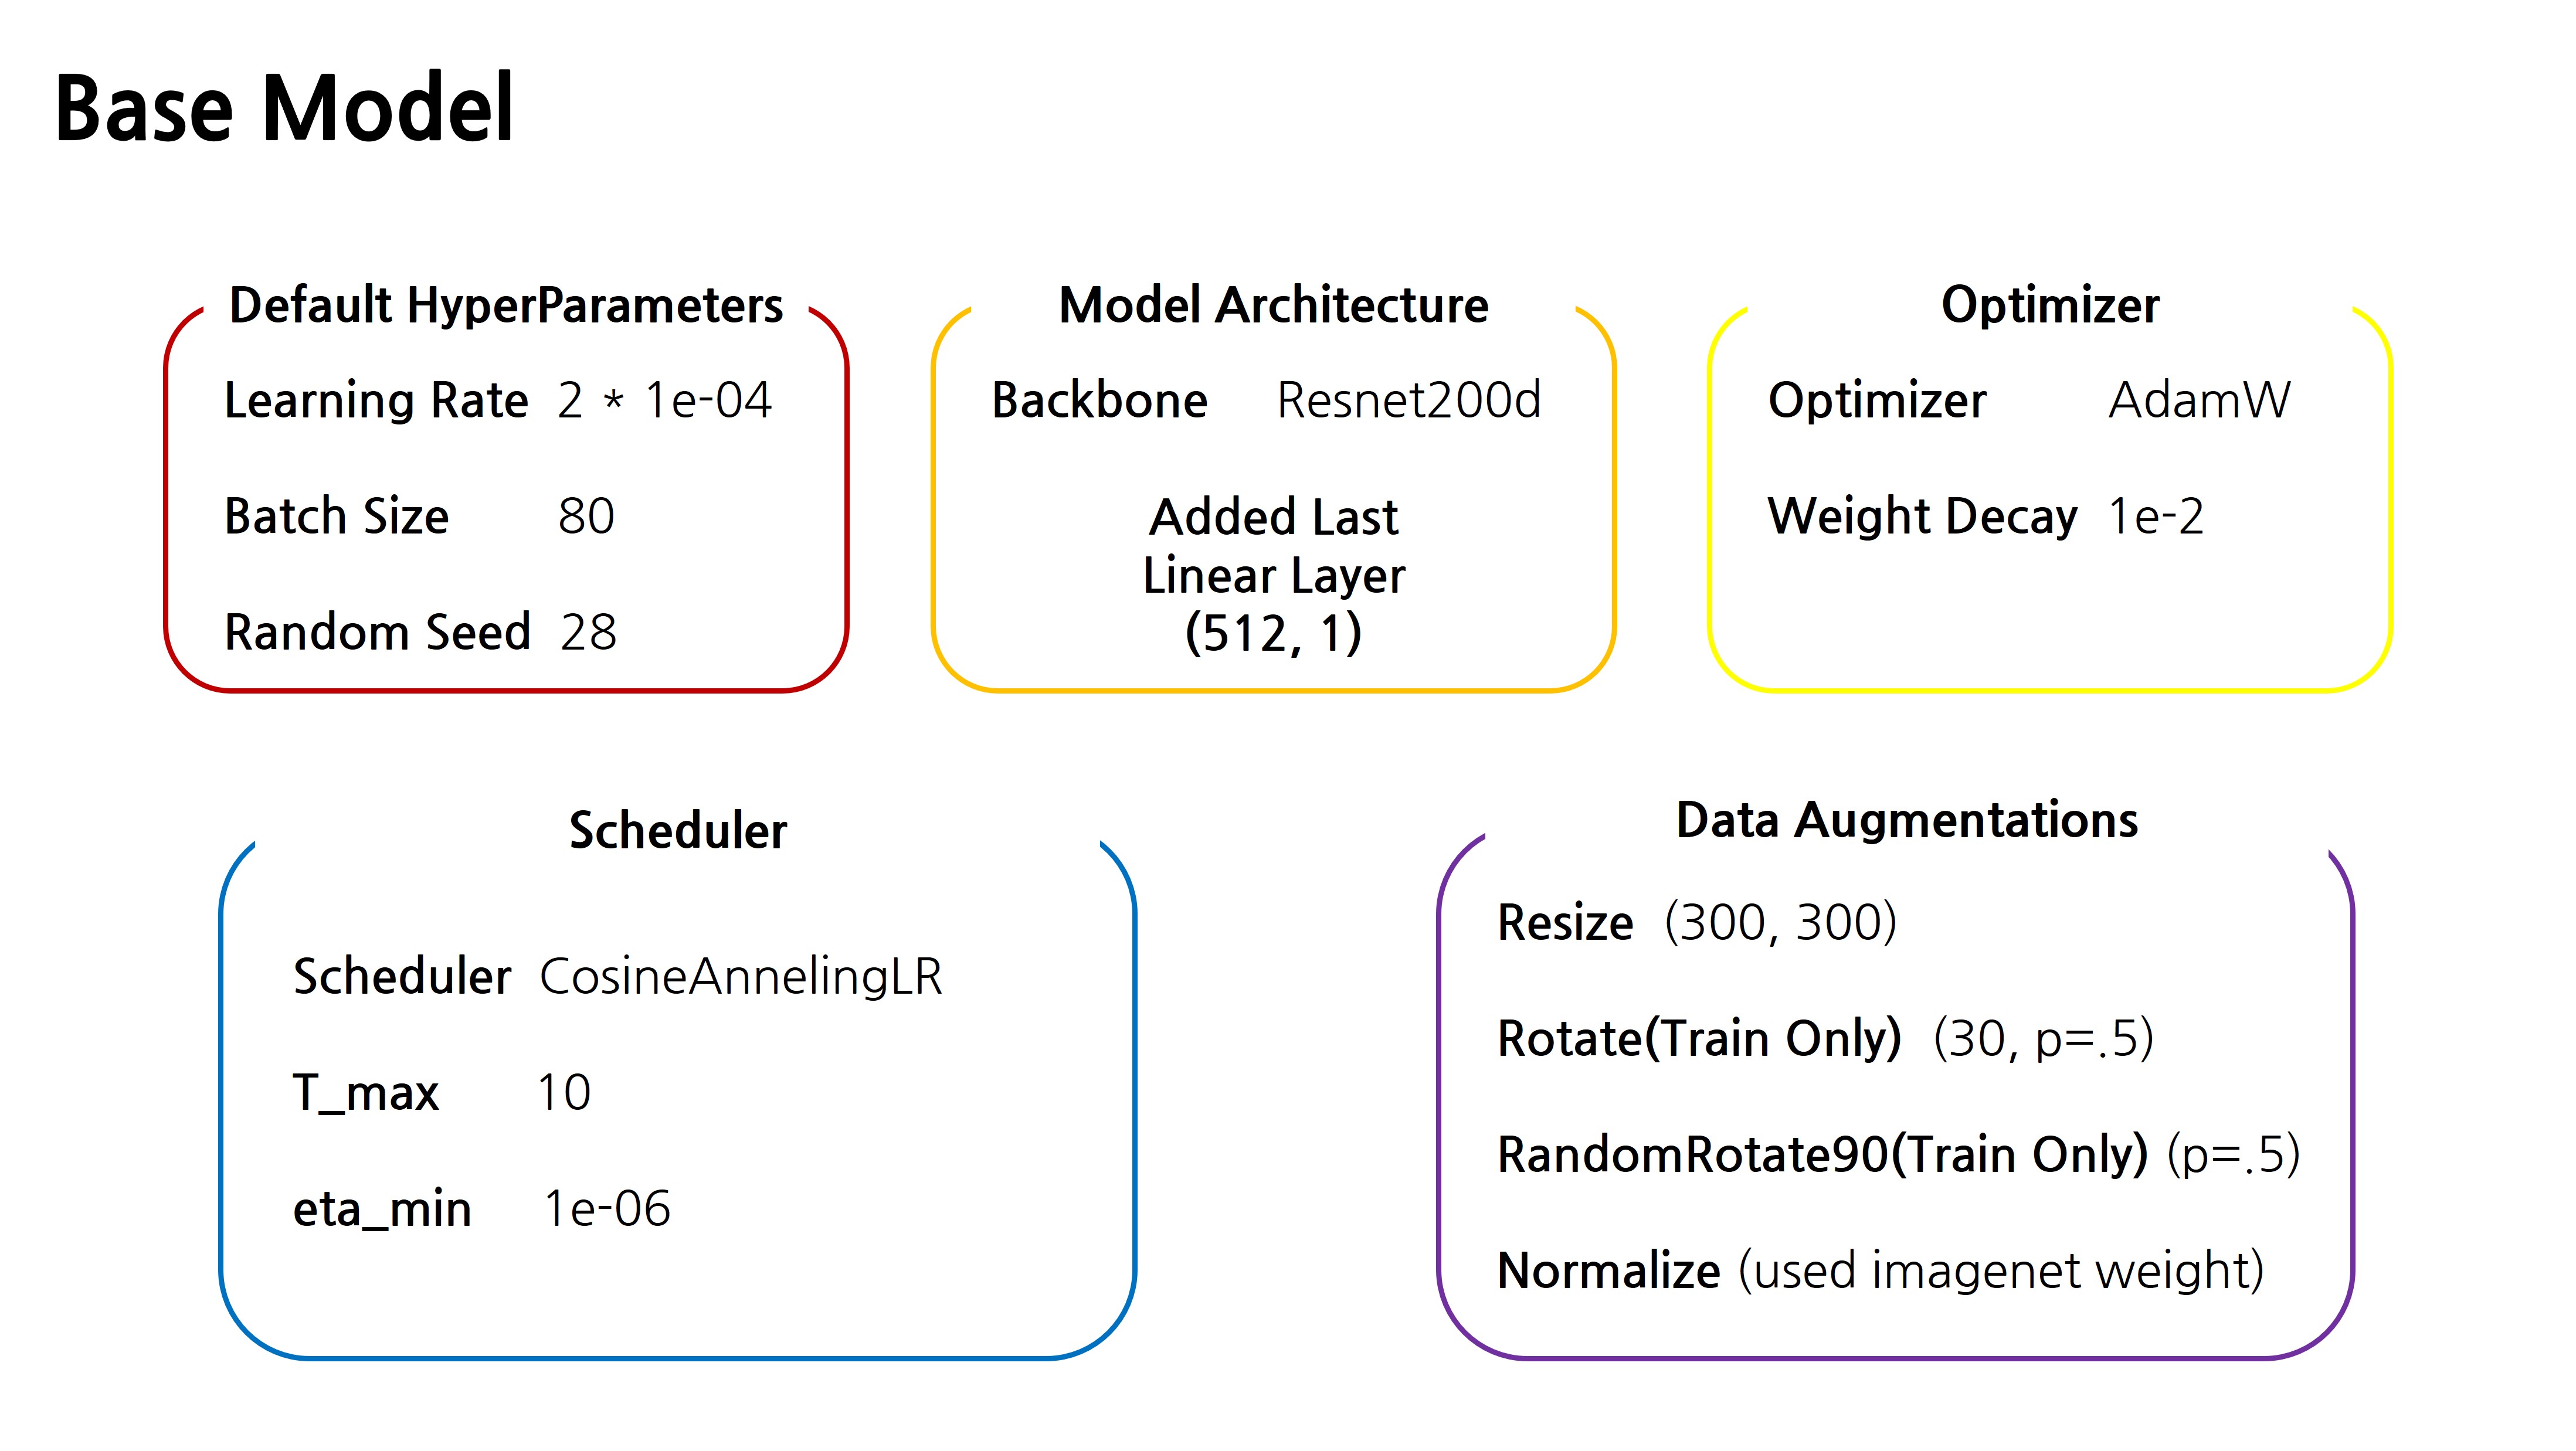 Base Model
Default HyperParameters
Learning Rate 2 * 1e-04
Batch Size 80
Random Seed 28
Model Architecture
Backbone Resnet200d
Added Last
Linear Layer
(512, 1)
Optimizer
Optimizer AdamW
Weight Decay 1e-2
Scheduler
Scheduler CosineAnnelingLR
T_max 10
eta_min 1e-06
Data Augmentations
Resize (300, 300)
Rotate(Train Only) (30, p=.5)
RandomRotate90(Train Only) (p=.5)
Normalize (used imagenet weight)